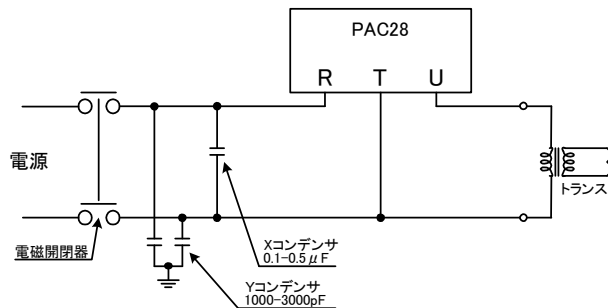 PAC28
R T U
電源
トランス
電磁開閉器
Xコンデンサ
0.1-0.5μF
Yコンデンサ
1000-3000pF